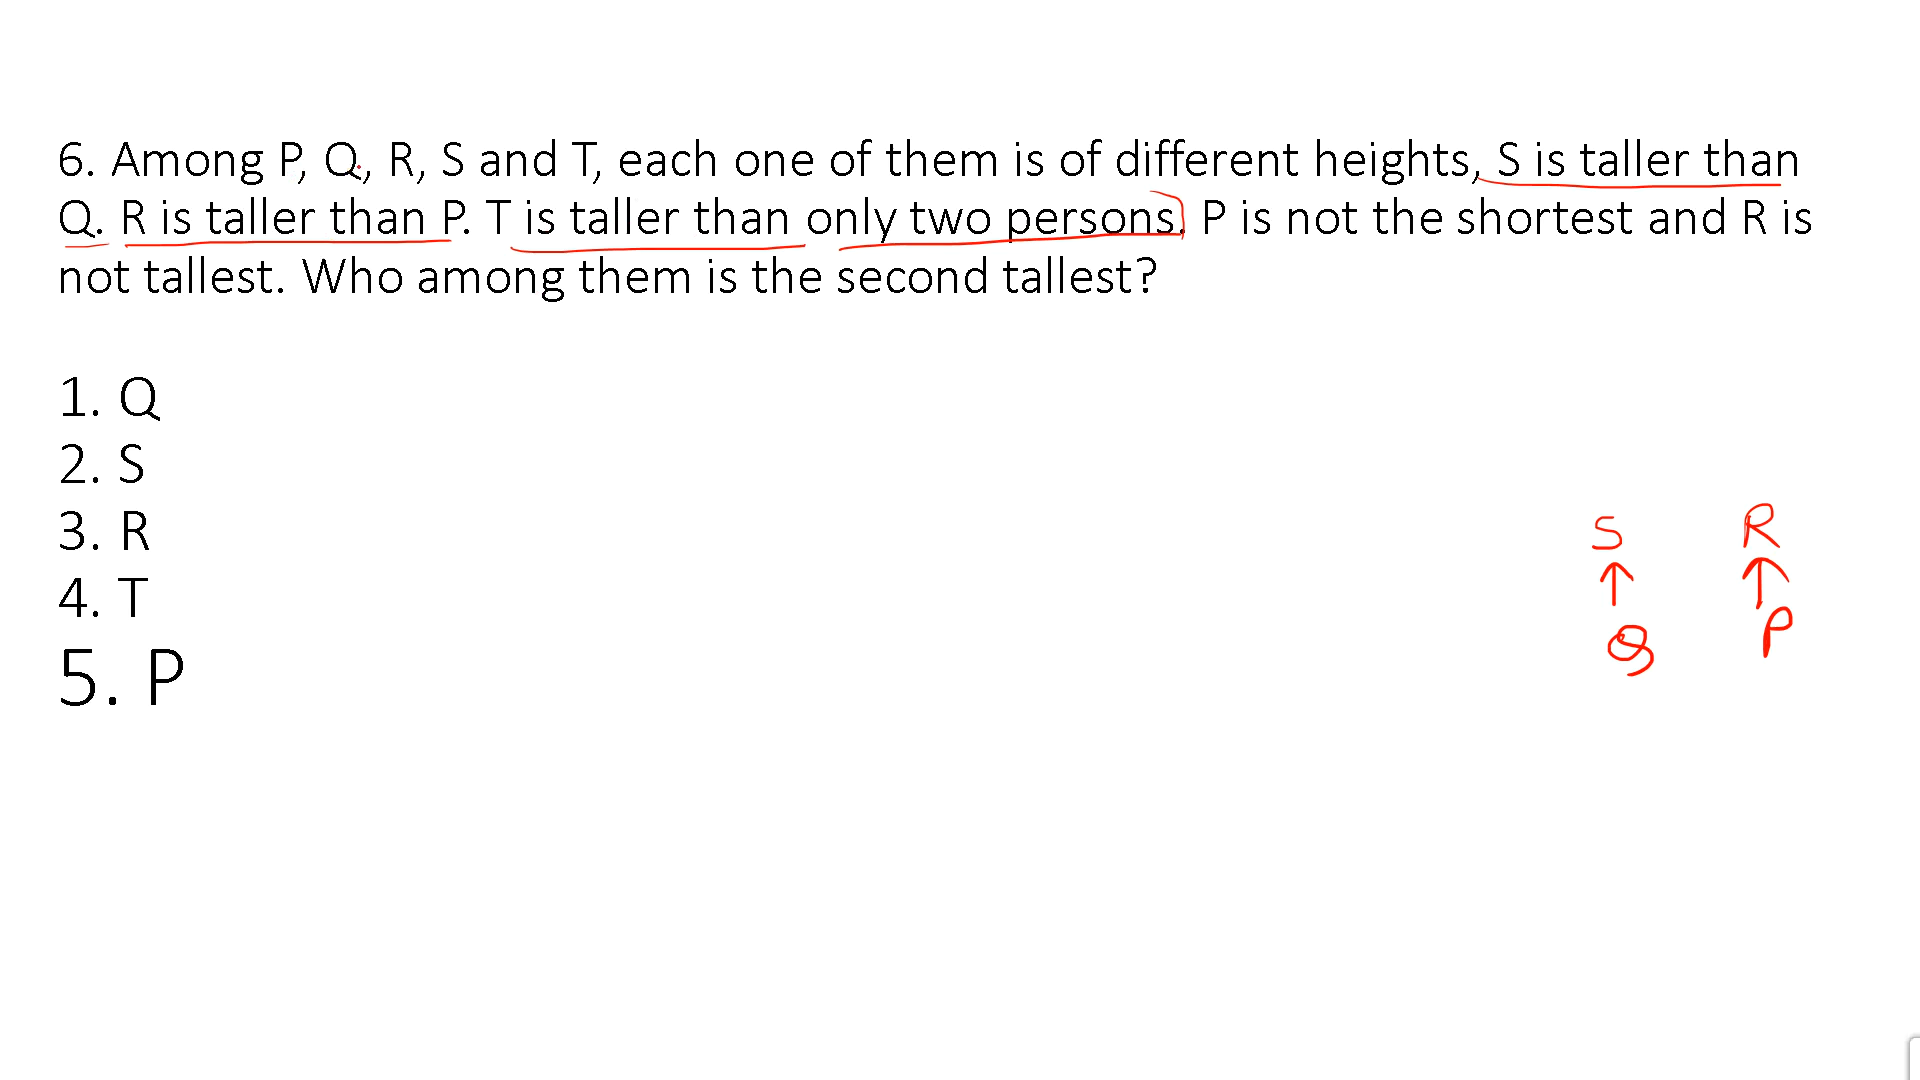 6. Among P, Q, R, S and T, each one of them is of different heights, S is taller than
Q. R is taller than P. T is taller than only two persons. P is not the shortest and R is
not tallest. Who among them is the second tallest?
1. Q
2. S
3. R
4. T
5. P
S R
↑ ↑
Q P